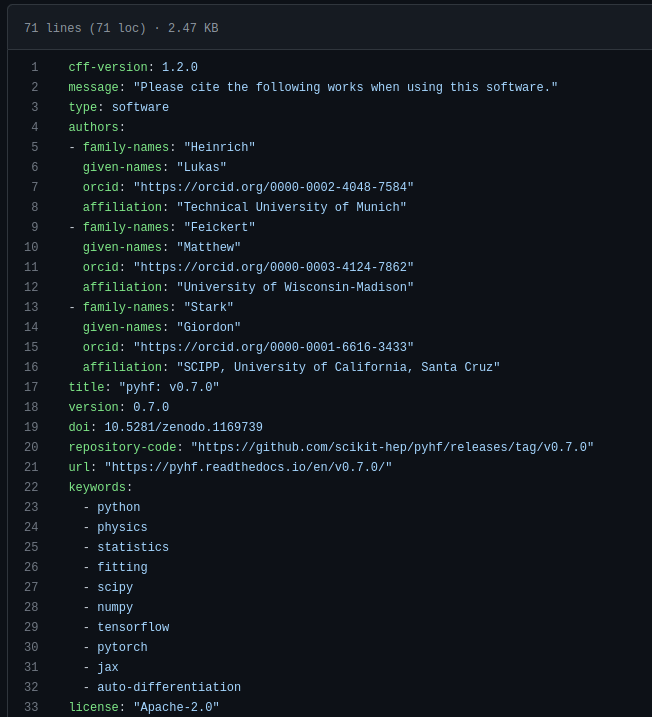 71 lines (71 loc) · 2.47 KB
1 cff-version: 1.2.0
2 message: "Please cite the following works when using this software."
3 type: software
4 authors:
5 - family-names: "Heinrich"
6   given-names: "Lukas"
7   orcid: "https://orcid.org/0000-0002-4048-7584"
8   affiliation: "Technical University of Munich"
9 - family-names: "Feickert"
10   given-names: "Matthew"
11   orcid: "https://orcid.org/0000-0003-4124-7862"
12   affiliation: "University of Wisconsin-Madison"
13 - family-names: "Stark"
14   given-names: "Giordon"
15   orcid: "https://orcid.org/0000-0001-6616-3433"
16   affiliation: "SCIPP, University of California, Santa Cruz"
17 title: "pyhf: v0.7.0"
18 version: 0.7.0
19 doi: 10.5281/zenodo.1169739
20 repository-code: "https://github.com/scikit-hep/pyhf/releases/tag/v0.7.0"
21 url: "https://pyhf.readthedocs.io/en/v0.7.0/"
22 keywords:
23   - python
24   - physics
25   - statistics
26   - fitting
27   - scipy
28   - numpy
29   - tensorflow
30   - pytorch
31   - jax
32   - auto-differentiation
33 license: "Apache-2.0"